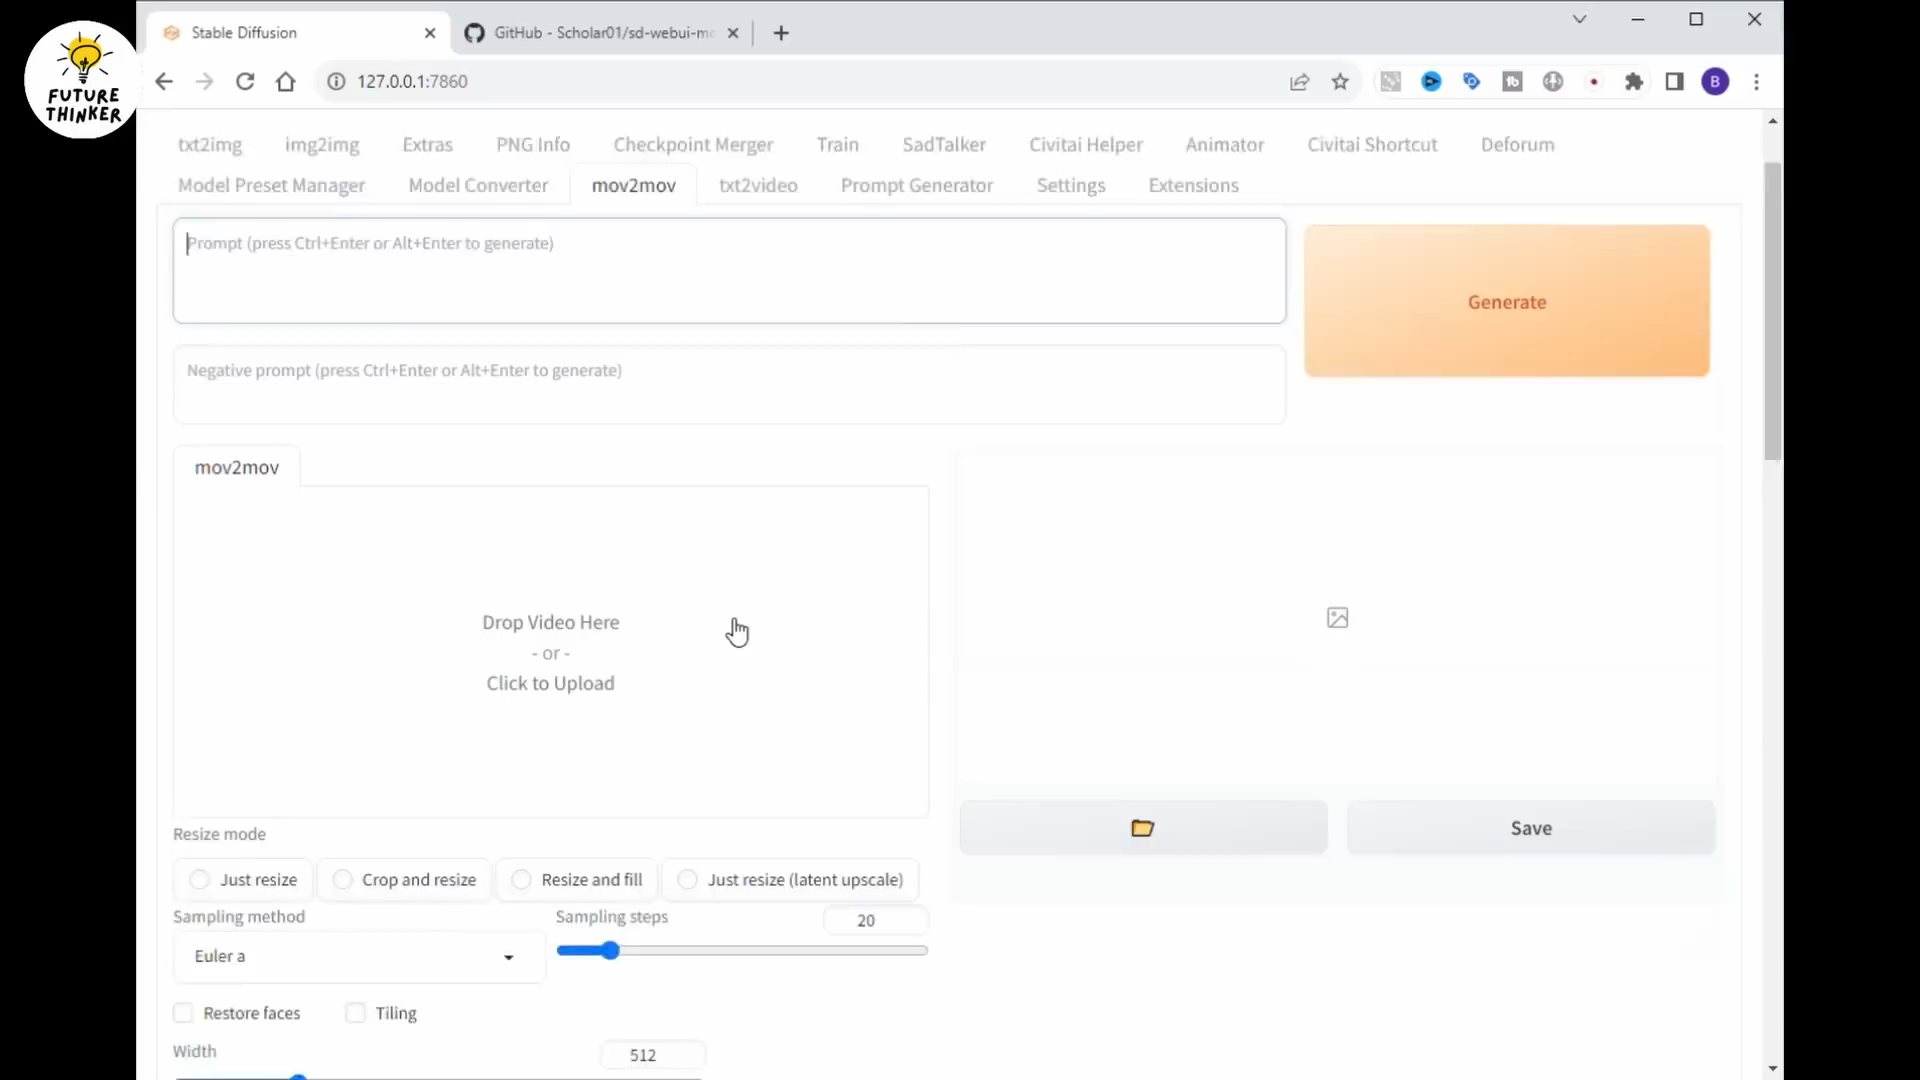 FUTURE
THINKER
Stable Diffusion
GitHub - Scholar01/sd-webui-mo
127.0.0.1:7860
B
txt2img img2img Extras PNG Info Checkpoint Merger Train SadTalker Civitai Helper Animator Civitai Shortcut Deforum
Model Preset Manager Model Converter mov2mov txt2video Prompt Generator Settings Extensions
Prompt (press Ctrl+Enter or Alt+Enter to generate)
Generate
Negative prompt (press Ctrl+Enter or Alt+Enter to generate)
mov2mov
Drop Video Here
- or -
Click to Upload
Save
Resize mode
Just resize Crop and resize Resize and fill Just resize (latent upscale)
Sampling method Sampling steps 20
Euler a
Restore faces Tiling
Width 512